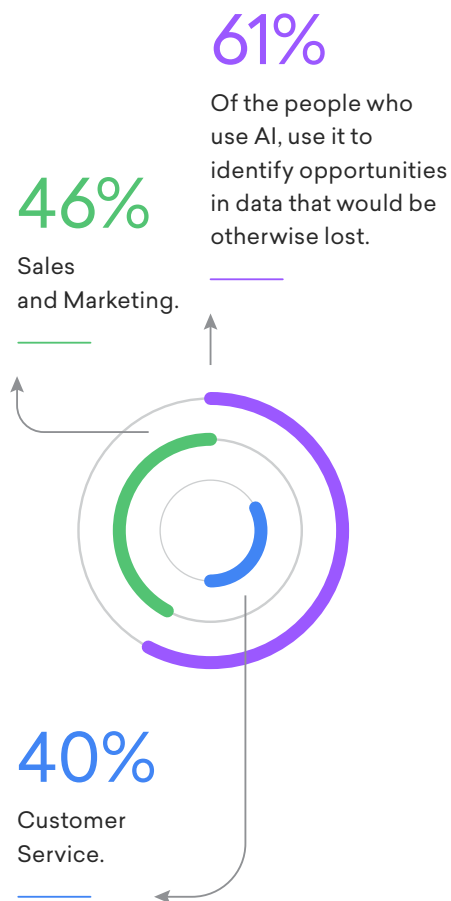 61%
Of the people who
use AI, use it to
identify opportunities
in data that would be
otherwise lost.
46%
Sales
and Marketing.
40%
Customer
Service.